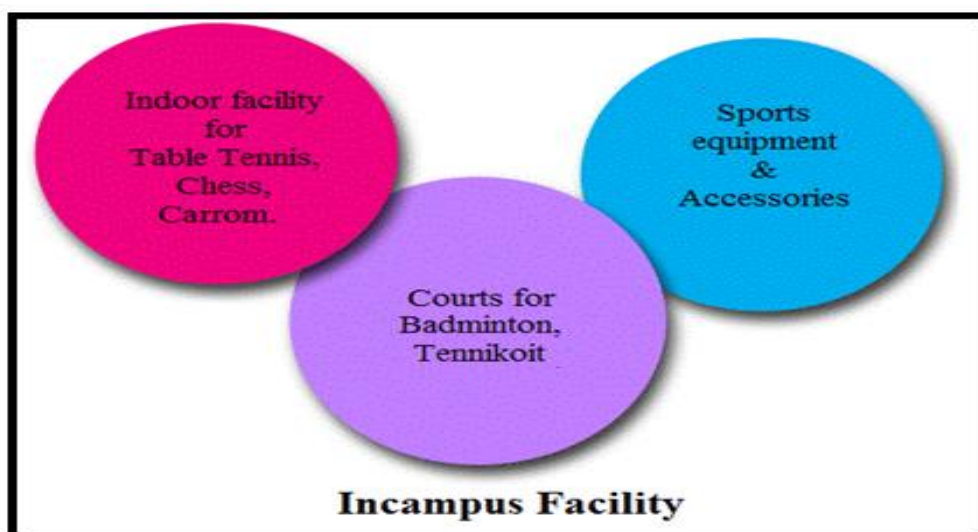 Indoor facility
for
Table Tennis,
Chess,
Carrom.
Sports
equipment
&
Accessories
Courts for
Badminton,
Tennikoit
Incampus Facility